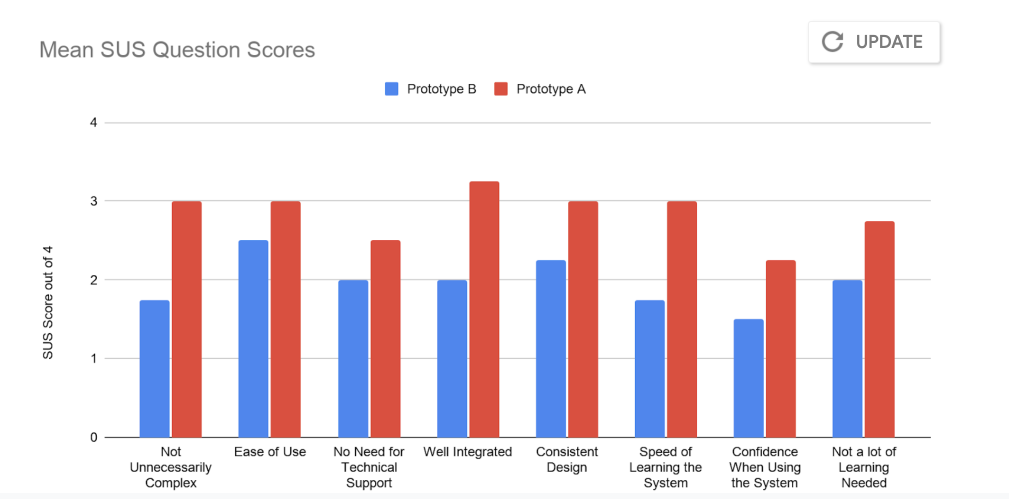 Mean SUS Question Scores
UPDATE
Prototype B
Prototype A
4
3
2
1
0
SUS Score out of 4
Not
Unnecessarily
Complex
Ease of Use
No Need for
Technical
Support
Well Integrated
Consistent
Design
Speed of
Learning the
System
Confidence
When Using
the System
Not a lot of
Learning
Needed